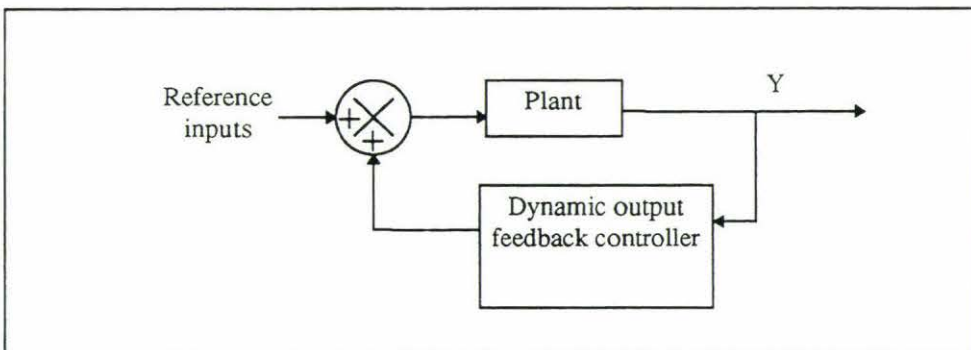 Reference
inputs
+
+
Plant
Y
Dynamic output
feedback controller